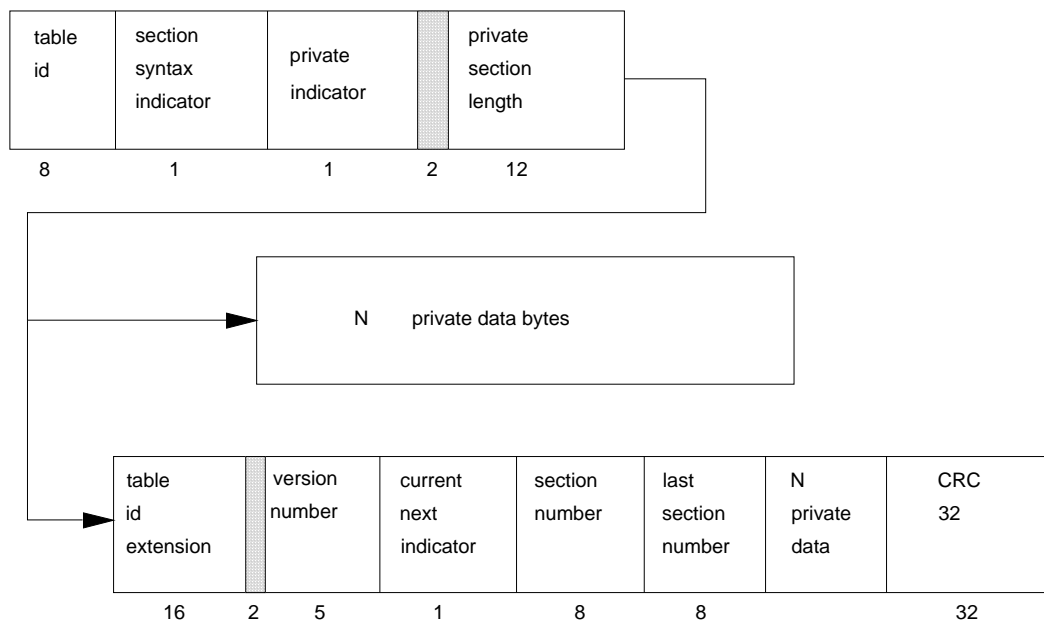 table id
section syntax indicator
private indicator
private section length
8 1 1 2 12
N private data bytes
table id extension
version number
current next indicator
section number
last section number
N private data
CRC 32
16 2 5 1 8 8 32